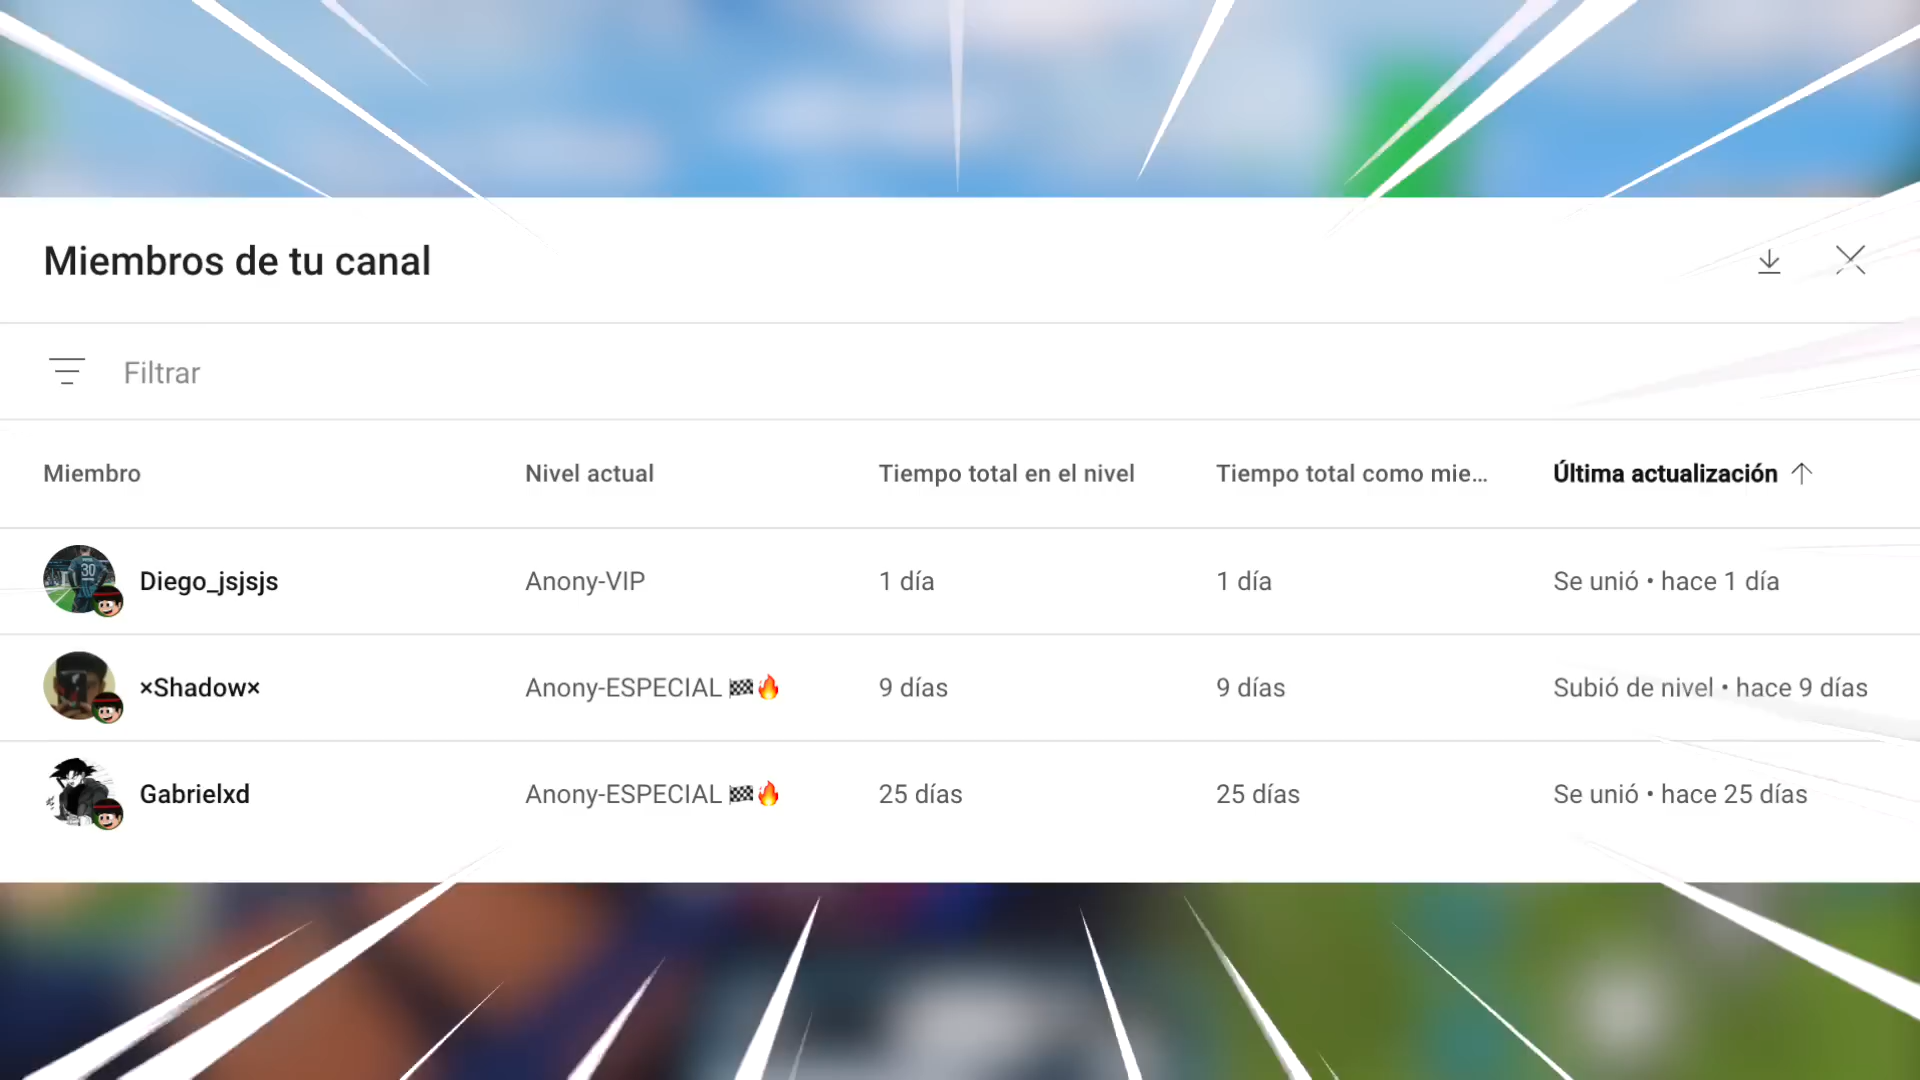 Miembros de tu canal
Filtrar
Miembro Nivel actual Tiempo total en el nivel Tiempo total como mie... Última actualización ↑
30
Diego_jsjsjs Anony-VIP 1 día 1 día Se unió • hace 1 día
×Shadow× Anony-ESPECIAL 🏁🔥 9 días 9 días Subió de nivel • hace 9 días
Gabrielxd Anony-ESPECIAL 🏁🔥 25 días 25 días Se unió • hace 25 días